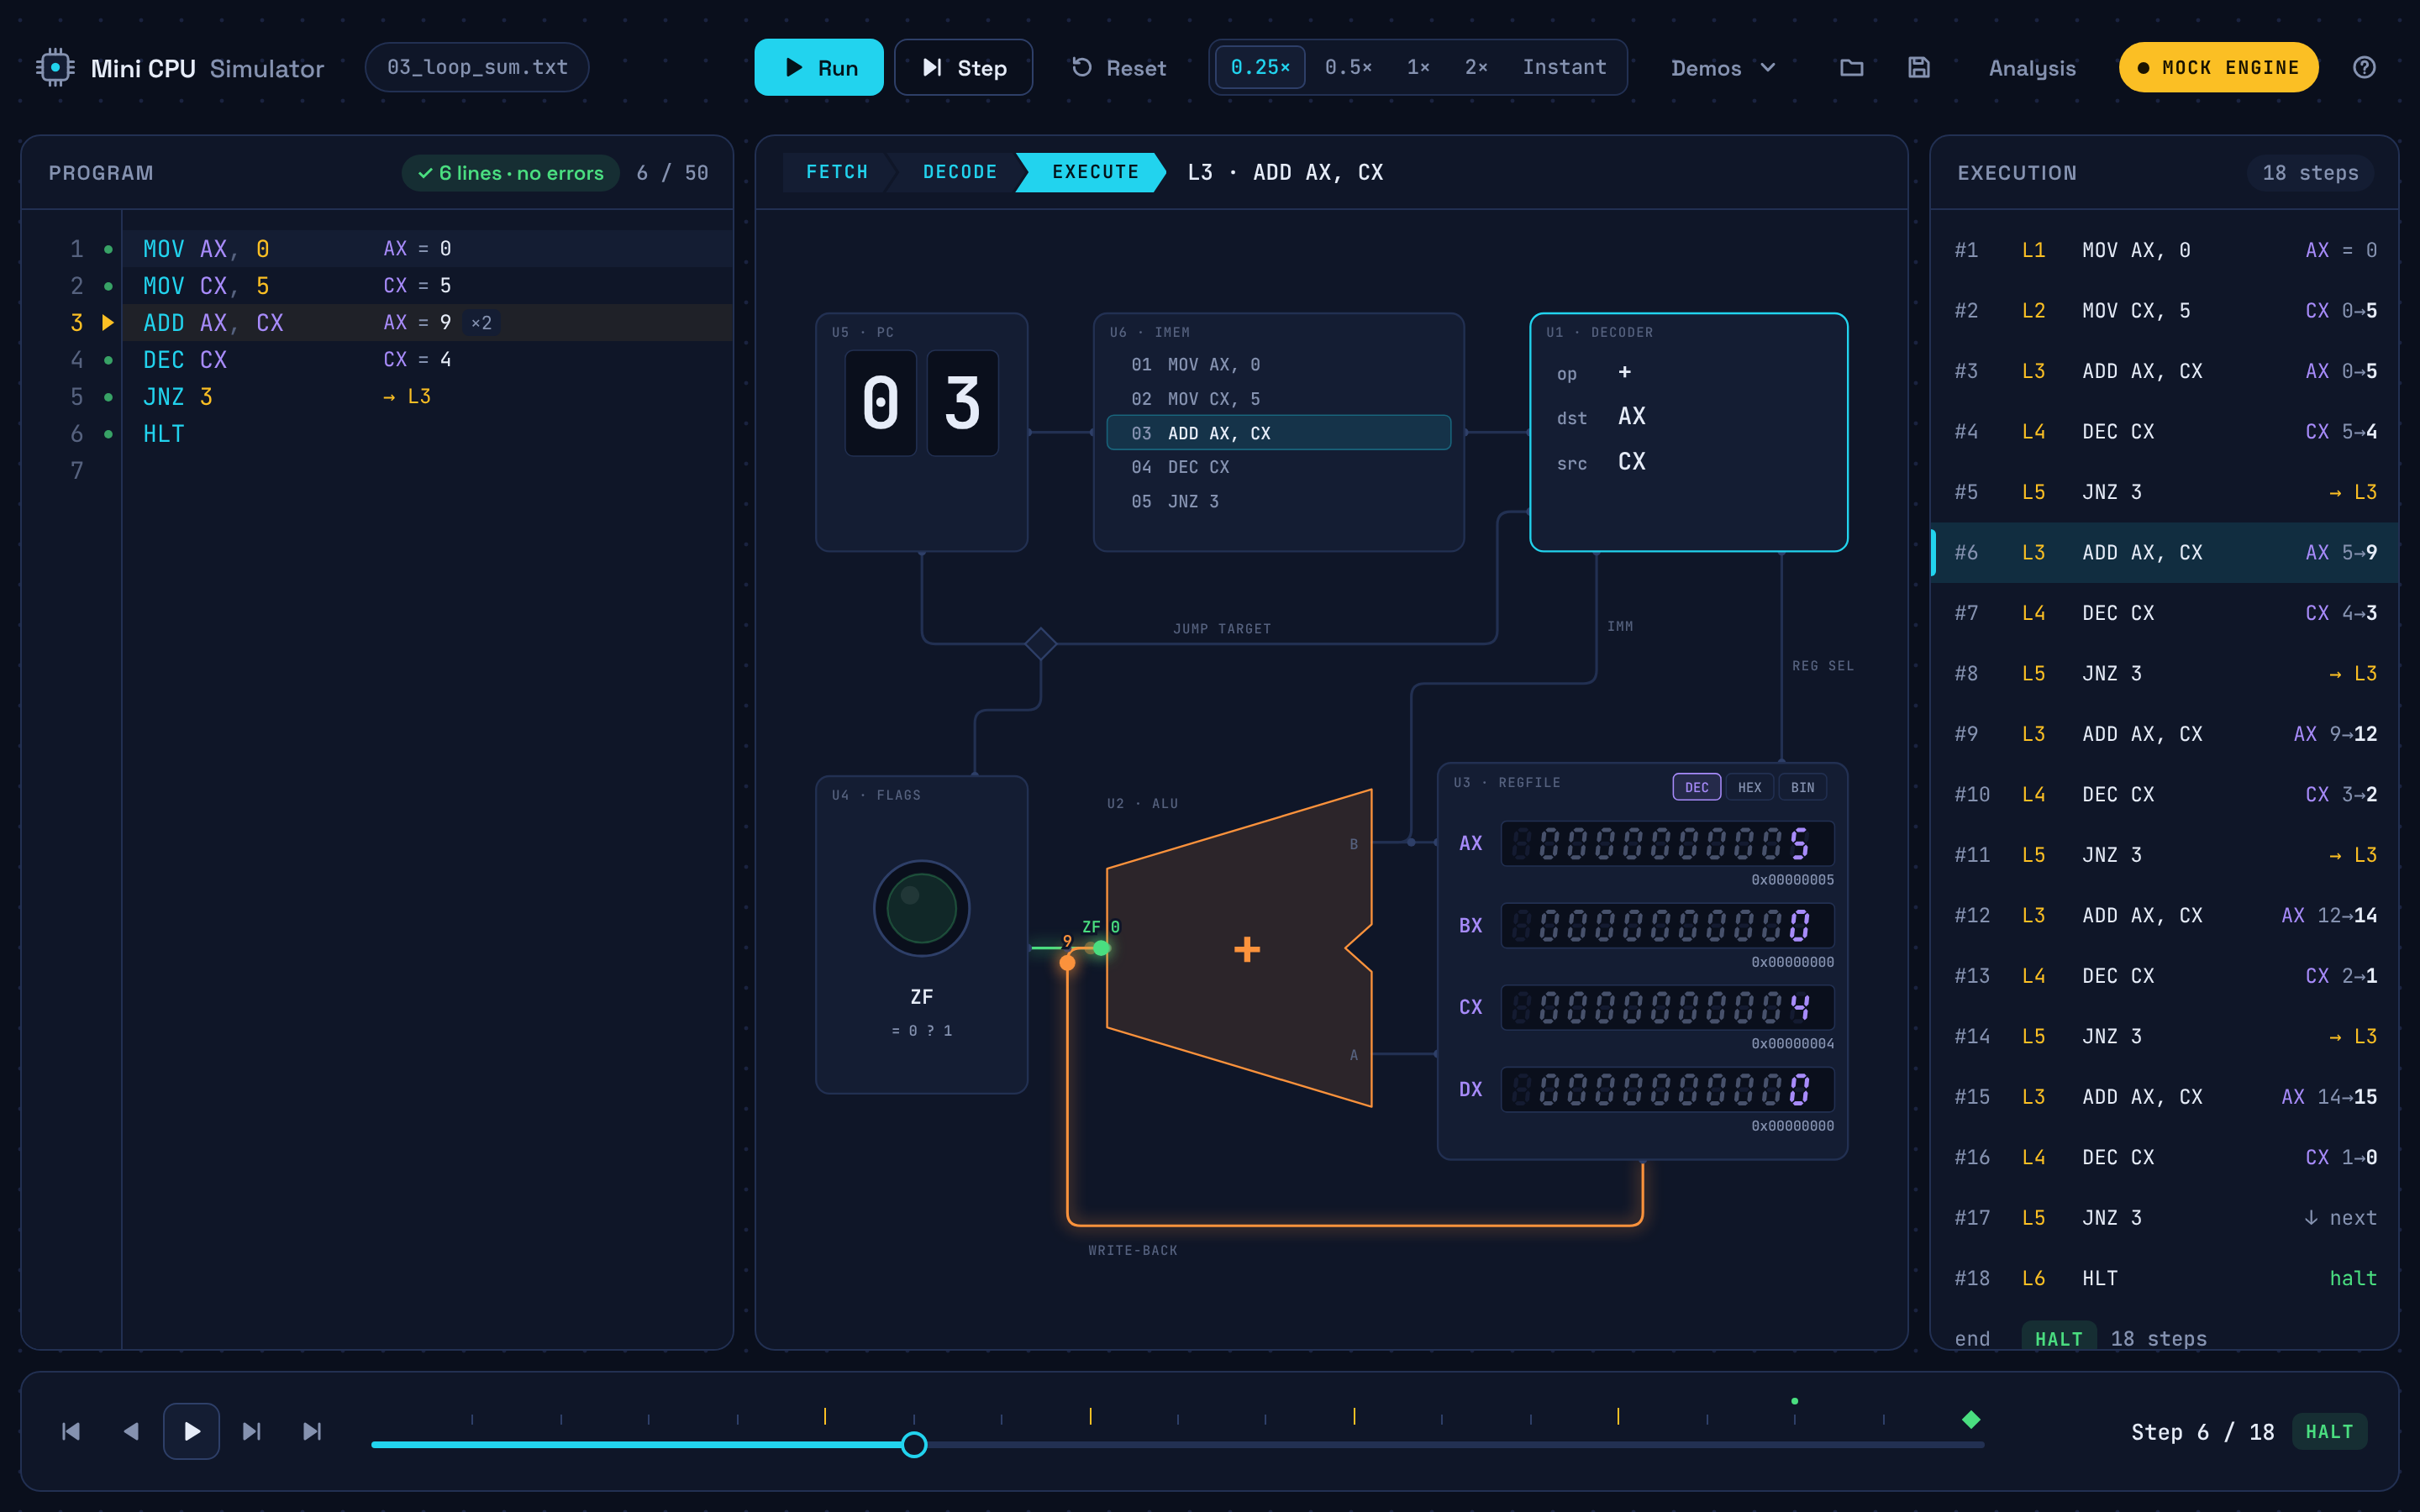 Mini CPU Simulator
03_loop_sum.txt
Run
Step
Reset
0.25× 0.5× 1× 2× Instant
Demos
Analysis
MOCK ENGINE
PROGRAM
6 lines · no errors
6 / 50
1 MOV AX, 0 AX = 0
2 MOV CX, 5 CX = 5
3 ADD AX, CX AX = 9 ×2
4 DEC CX CX = 4
5 JNZ 3 → L3
6 HLT
7
FETCH DECODE EXECUTE L3 · ADD AX, CX
U5 · PC
03
U6 · IMEM
01 MOV AX, 0
02 MOV CX, 5
03 ADD AX, CX
04 DEC CX
05 JNZ 3
U1 · DECODER
op +
dst AX
src CX
JUMP TARGET
IMM
REG SEL
U4 · FLAGS
ZF
= 0 ? 1
U2 · ALU
B
A
+
ZF 0
9
WRITE-BACK
U3 · REGFILE
DEC HEX BIN
AX 00000000005
0x00000005
BX 00000000000
0x00000000
CX 00000000004
0x00000004
DX 00000000000
0x00000000
EXECUTION
18 steps
#1 L1 MOV AX, 0 AX = 0
#2 L2 MOV CX, 5 CX 0→5
#3 L3 ADD AX, CX AX 0→5
#4 L4 DEC CX CX 5→4
#5 L5 JNZ 3 → L3
#6 L3 ADD AX, CX AX 5→9
#7 L4 DEC CX CX 4→3
#8 L5 JNZ 3 → L3
#9 L3 ADD AX, CX AX 9→12
#10 L4 DEC CX CX 3→2
#11 L5 JNZ 3 → L3
#12 L3 ADD AX, CX AX 12→14
#13 L4 DEC CX CX 2→1
#14 L5 JNZ 3 → L3
#15 L3 ADD AX, CX AX 14→15
#16 L4 DEC CX CX 1→0
#17 L5 JNZ 3 ↓ next
#18 L6 HLT halt
end HALT 18 steps
Step 6 / 18 HALT